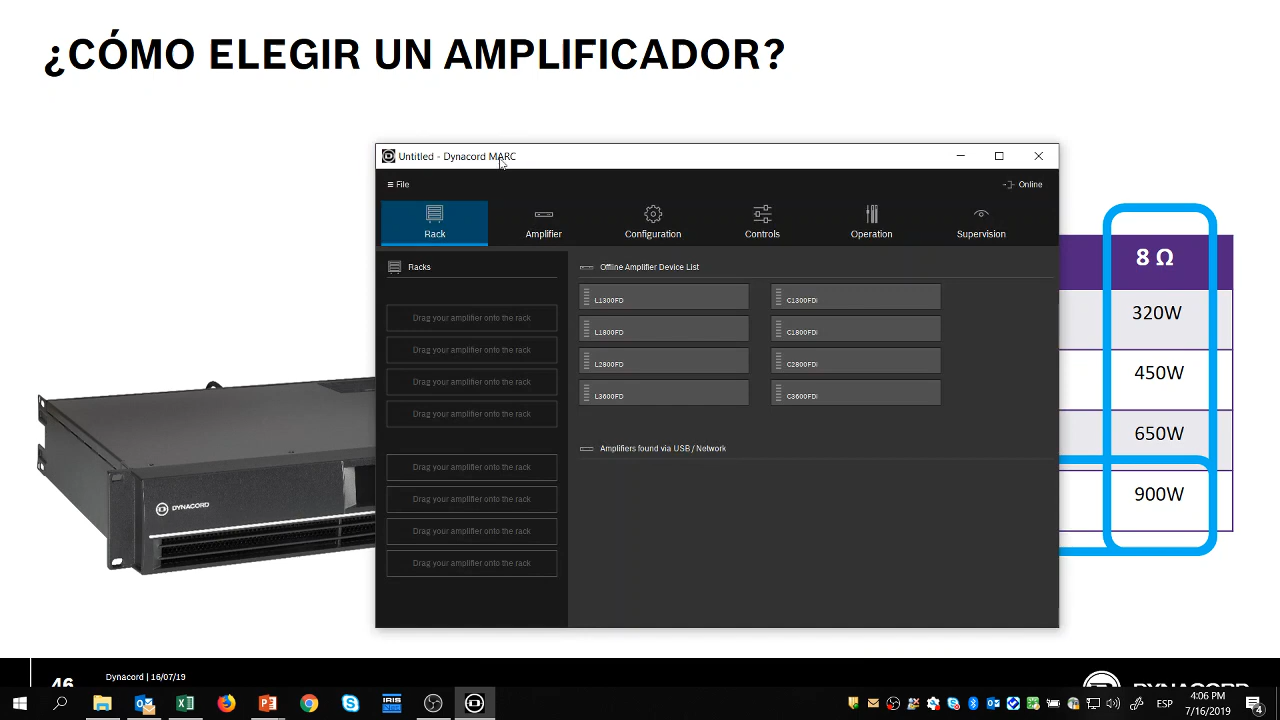 ¿CÓMO ELEGIR UN AMPLIFICADOR?
Untitled - Dynacord MARC
File
Online
Rack
Amplifier
Configuration
Controls
Operation
Supervision
Racks
Drag your amplifier onto the rack
Drag your amplifier onto the rack
Drag your amplifier onto the rack
Drag your amplifier onto the rack
Drag your amplifier onto the rack
Drag your amplifier onto the rack
Drag your amplifier onto the rack
Drag your amplifier onto the rack
Offline Amplifier Device List
L1300FD
C1300FDi
L1800FD
C1800FDi
L2800FD
C2800FDi
L3600FD
C3600FDi
Amplifiers found via USB / Network
8 Ω
320W
450W
650W
900W
DYNACORD
46
Dynacord | 16/07/19
DYNACORD
IRIS
ESP
4:06 PM
7/16/2019
4